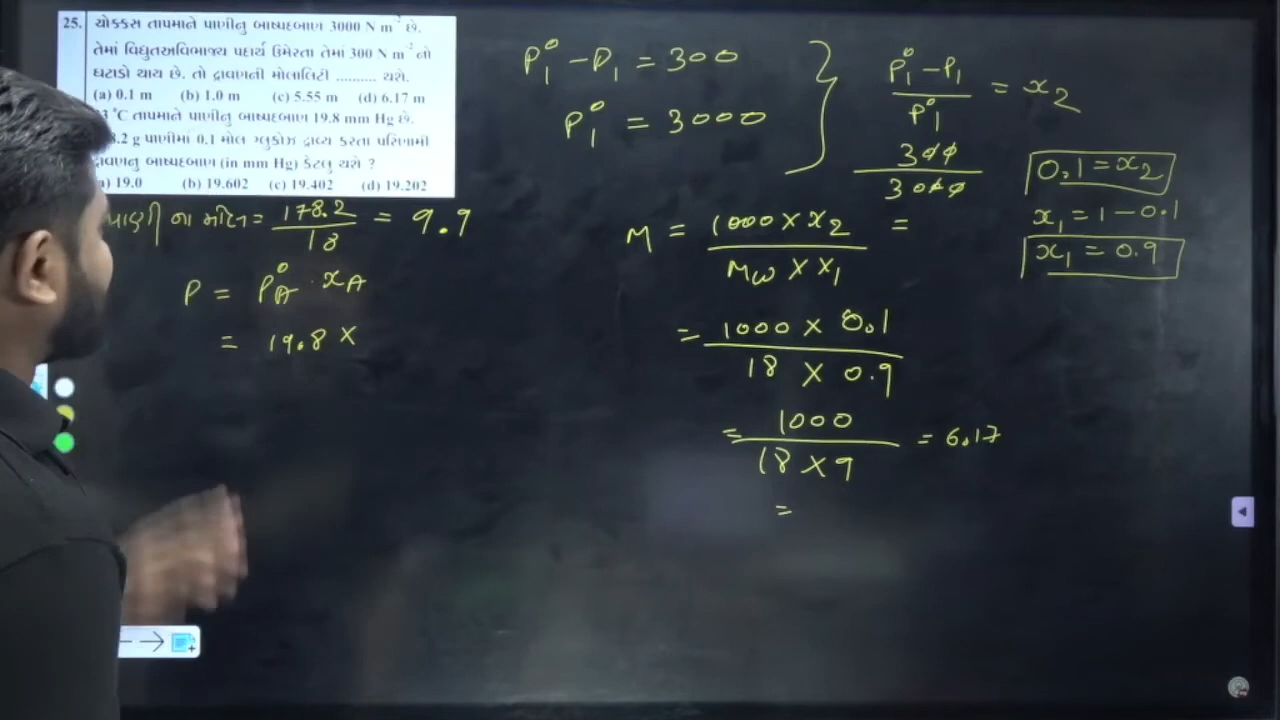 25. ચોક્કસ તાપમાને પાણીનુ બાષ્પદબાણ 3000 N m⁻² છે.
તેમાં વિદ્યુતઅવિભાજ્ય પદાર્થ ઉમેરતા તેમાં 300 N m⁻² નો
ઘટાડો થાય છે. તો દ્રાવણની મોલાલિટી .......... થશે.
(a) 0.1 m (b) 1.0 m (c) 5.55 m (d) 6.17 m
°C તાપમાને પાણીનુ બાષ્પદબાણ 19.8 mm Hg છે.
8.2 g પાણીમાં 0.1 મોલ ગ્લુકોઝ દ્રાવ્ય કરતા પરિણામી
દ્રાવણનુ બાષ્પદબાણ (in mm Hg) કેટલુ થશે ?
a) 19.0 (b) 19.602 (c) 19.402 (d) 19.202
પાણી ના મોલ = 178.2 / 18 = 9.9
P = P°A · xA
= 19.8 ×
P°1 − P1 = 300
P°1 = 3000
P°1 − P1 / P°1 = x2
300 / 3000
0.1 = x2
x1 = 1 − 0.1
x1 = 0.9
M = 1000 × x2 / Mw × x1 =
= 1000 × 0.1 / 18 × 0.9
= 1000 / 18 × 9 = 6.17
=